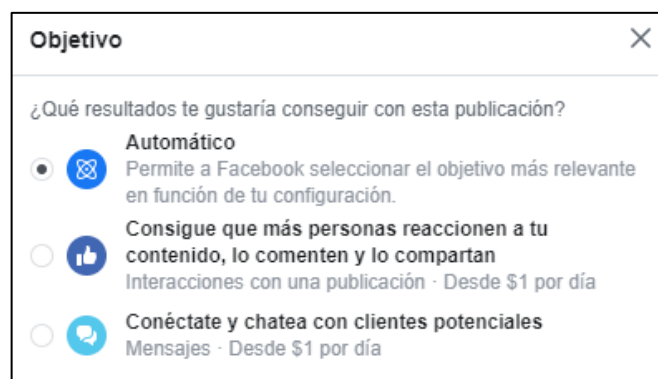 Objetivo
¿Qué resultados te gustaría conseguir con esta publicación?
Automático
Permite a Facebook seleccionar el objetivo más relevante
en función de tu configuración.
Consigue que más personas reaccionen a tu
contenido, lo comenten y lo compartan
Interacciones con una publicación · Desde $1 por día
Conéctate y chatea con clientes potenciales
Mensajes · Desde $1 por día